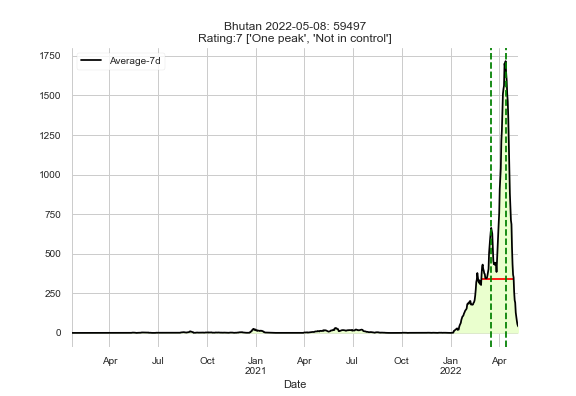 Bhutan 2022-05-08: 59497
Rating:7 ['One peak', 'Not in control']
Average-7d
1750
1500
1250
1000
750
500
250
0
Apr Jul Oct Jan Apr Jul Oct Jan Apr
2021 2022
Date